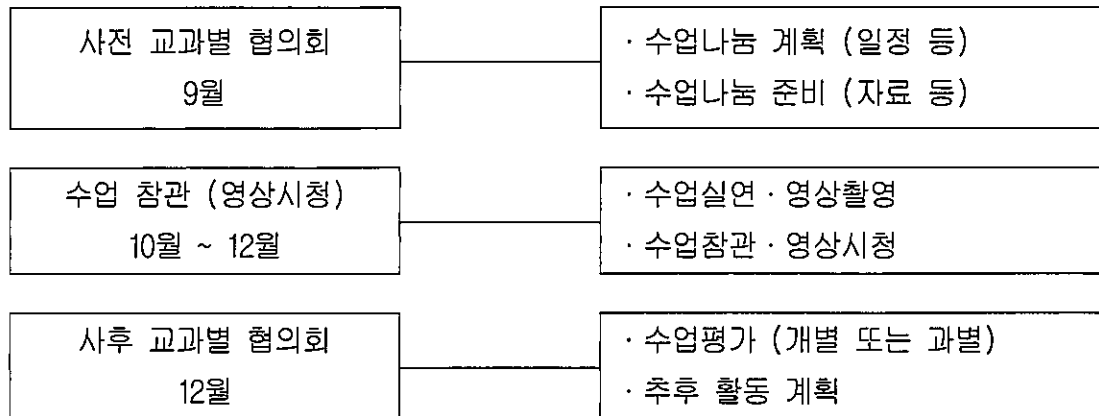 사전 교과별 협의회
9월
· 수업나눔 계획 (일정 등)
· 수업나눔 준비 (자료 등)
수업 참관 (영상시청)
10월 ~ 12월
· 수업실연 · 영상촬영
· 수업참관 · 영상시청
사후 교과별 협의회
12월
· 수업평가 (개별 또는 과별)
· 추후 활동 계획